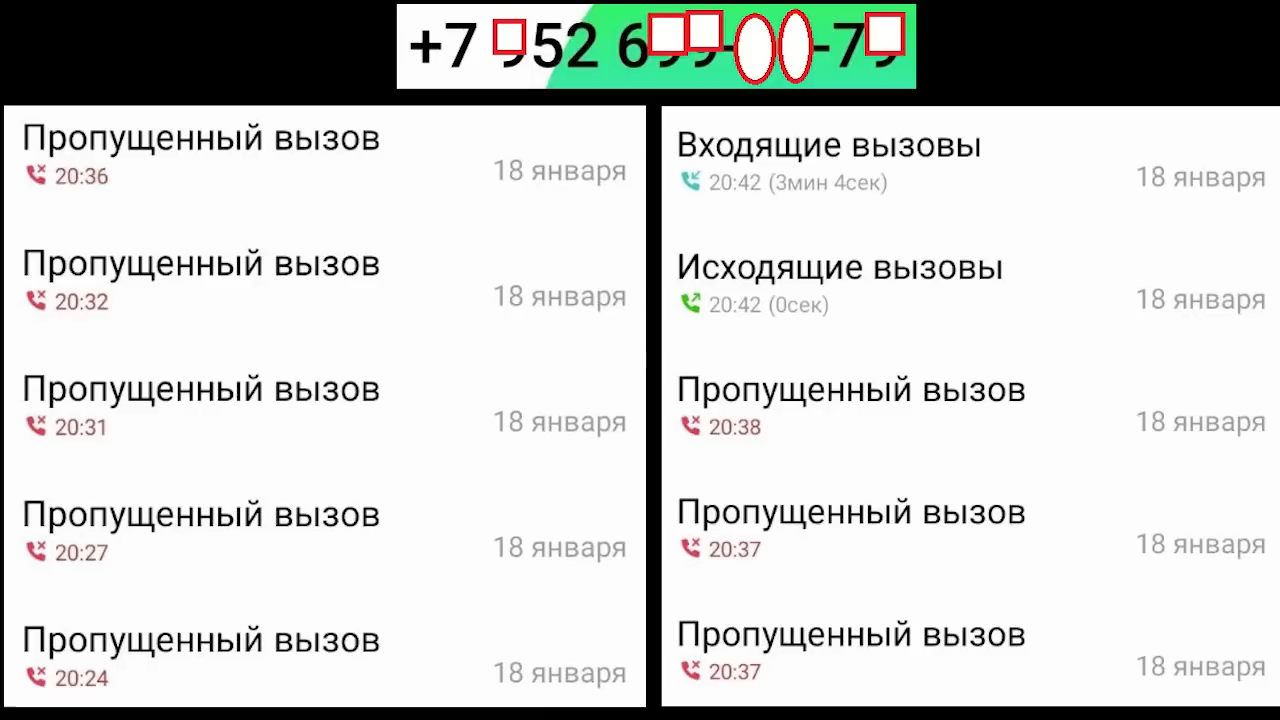 +7 52 6 - -7
Пропущенный вызов
20:36
18 января
Пропущенный вызов
20:32
18 января
Пропущенный вызов
20:31
18 января
Пропущенный вызов
20:27
18 января
Пропущенный вызов
20:24
18 января
Входящие вызовы
20:42 (3мин 4сек)
18 января
Исходящие вызовы
20:42 (0сек)
18 января
Пропущенный вызов
20:38
18 января
Пропущенный вызов
20:37
18 января
Пропущенный вызов
20:37
18 января